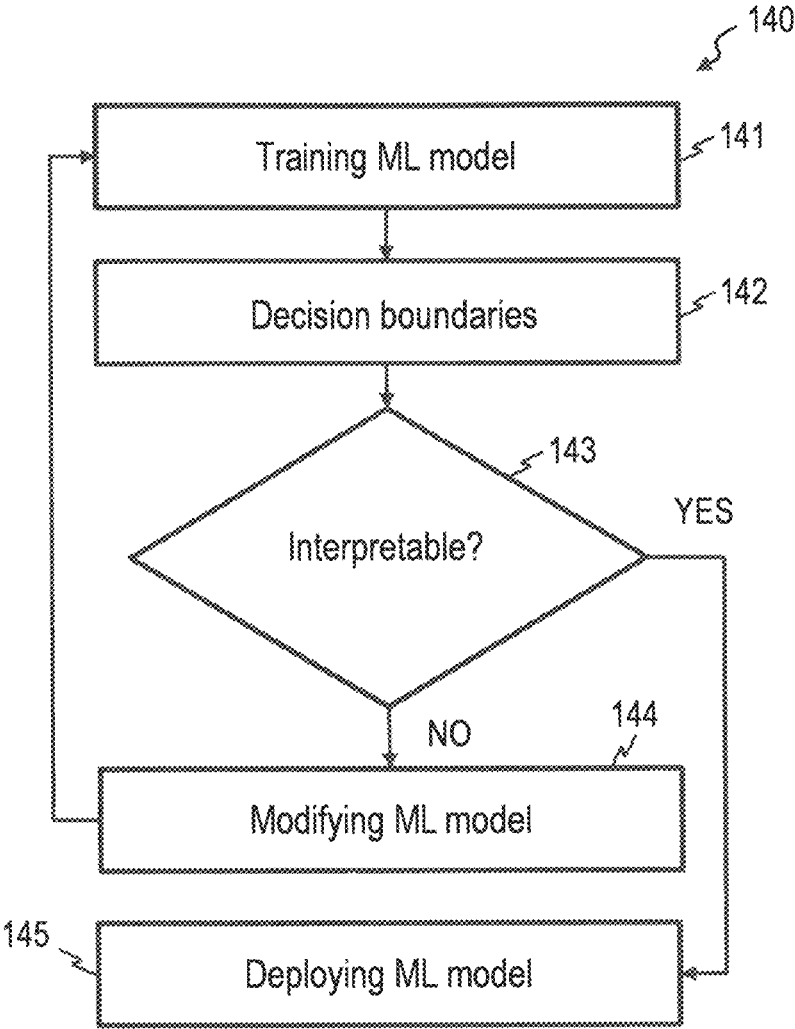 140
Training ML model
141
Decision boundaries
142
143
Interpretable?
YES
NO
144
Modifying ML model
145
Deploying ML model